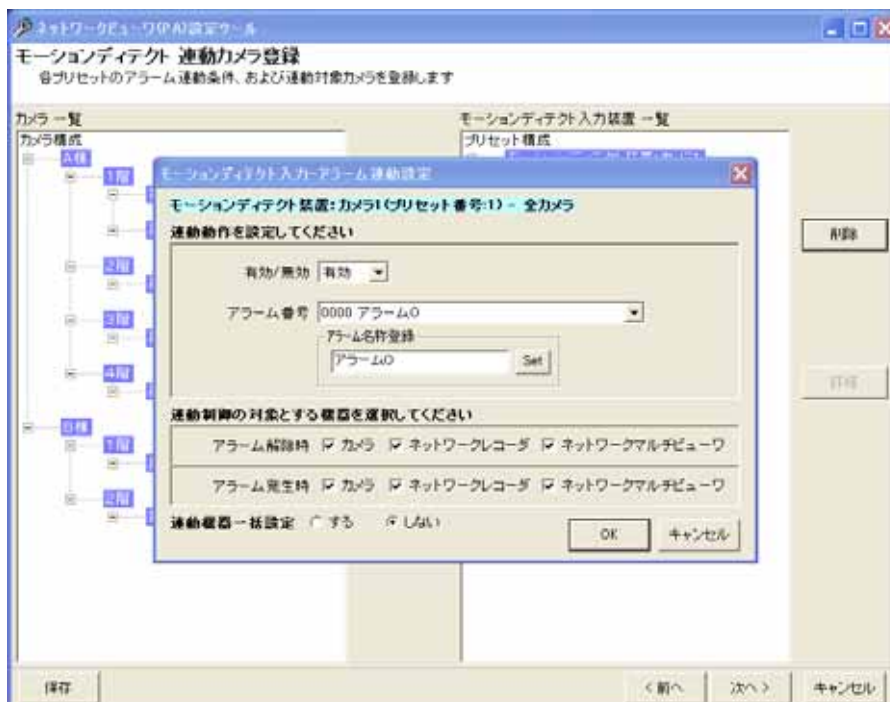 ネットワークビューワ(PA)設定ツール
モーションディテクト 連動カメラ登録
各プリセットのアラーム連動条件、および連動対象カメラを登録します
カメラ 一覧
モーションディテクト入力装置 一覧
カメラ構成
プリセット構成
A棟
1階
2階
3階
4階
B棟
1階
2階
モーションディテクト入力-アラーム連動設定
モーションディテクト装置:カメラ1(プリセット番号:1) - 全カメラ
連動動作を設定してください
有効/無効 有効
アラーム番号 0000 アラーム0
アラーム名称登録
アラーム0 Set
連動制御の対象とする機器を選択してください
アラーム解除時 カメラ ネットワークレコーダ ネットワークマルチビューワ
アラーム発生時 カメラ ネットワークレコーダ ネットワークマルチビューワ
連動機器一括設定 する しない
OK キャンセル
削除
詳細
保存
< 前へ 次へ > キャンセル